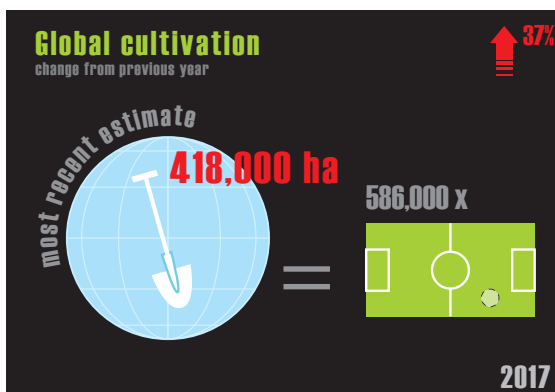 Global cultivation
change from previous year
37%
most recent estimate
418,000 ha
586,000 x
=
2017